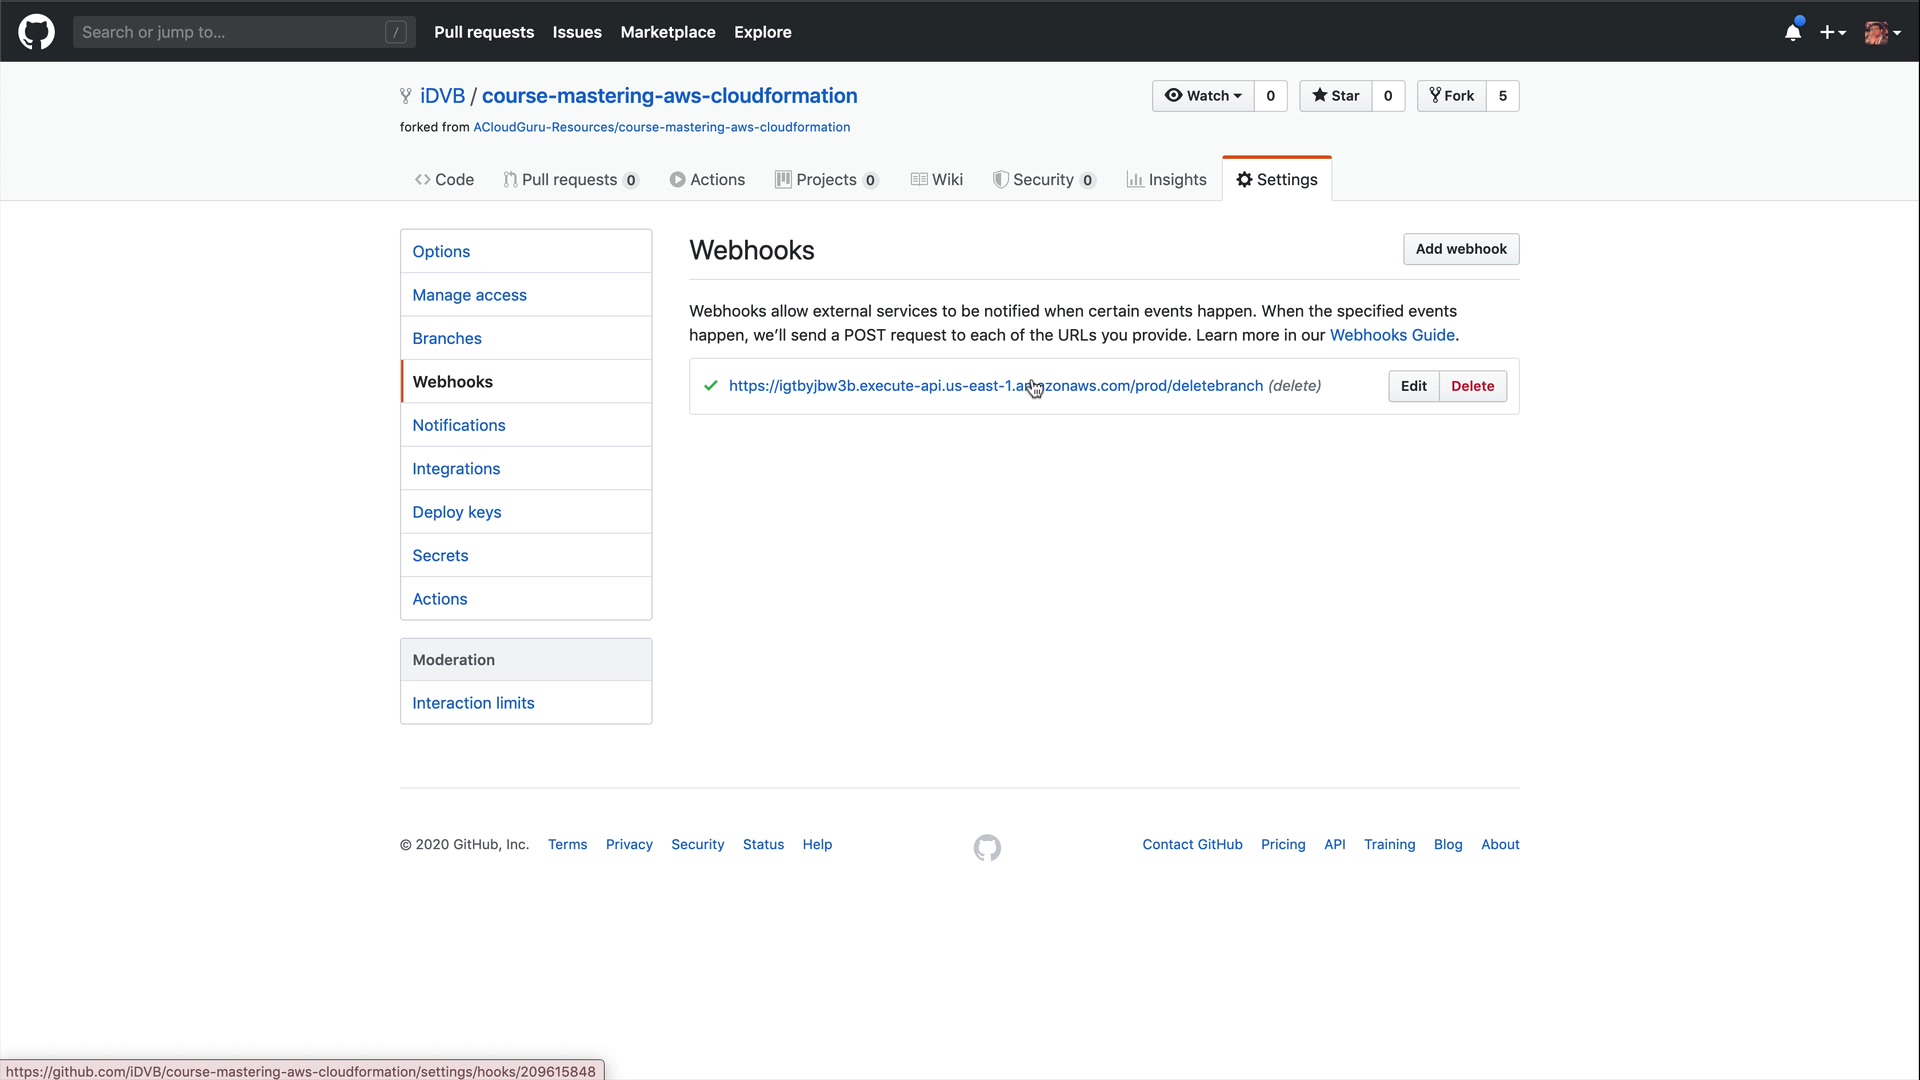 Search or jump to... /
Pull requests Issues Marketplace Explore
iDVB / course-mastering-aws-cloudformation
Watch 0 Star 0 Fork 5
forked from ACloudGuru-Resources/course-mastering-aws-cloudformation
Code Pull requests 0 Actions Projects 0 Wiki Security 0 Insights Settings
Options
Manage access
Branches
Webhooks
Notifications
Integrations
Deploy keys
Secrets
Actions
Moderation
Interaction limits
Webhooks
Add webhook
Webhooks allow external services to be notified when certain events happen. When the specified events
happen, we’ll send a POST request to each of the URLs you provide. Learn more in our Webhooks Guide.
https://igtbyjbw3b.execute-api.us-east-1.amazonaws.com/prod/deletebranch (delete)
Edit Delete
© 2020 GitHub, Inc. Terms Privacy Security Status Help
Contact GitHub Pricing API Training Blog About
https://github.com/iDVB/course-mastering-aws-cloudformation/settings/hooks/209615848